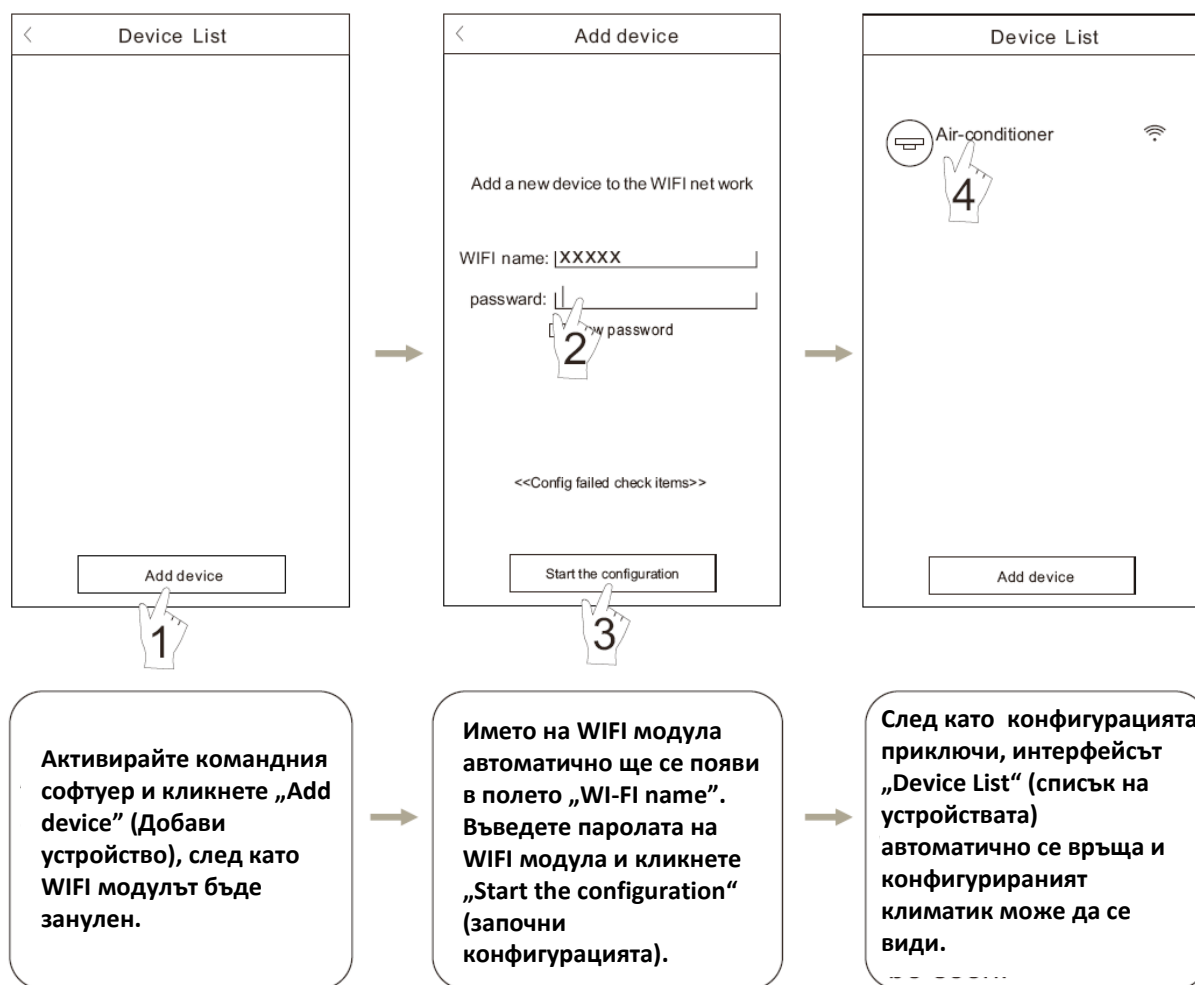 Device List
Add device
1
Add device
Add a new device to the WIFI net work
WIFI name: XXXXX
passward:
password
2
<<Config failed check items>>
Start the configuration
3
Device List
Air-conditioner
4
Add device
Активирайте командния
софтуер и кликнете „Add
device” (Добави
устройство), след като
WIFI модулът бъде
занулен.
Името на WIFI модула
автоматично ще се появи
в полето „WI-FI name”.
Въведете паролата на
WIFI модула и кликнете
„Start the configuration“
(започни
конфигурацията).
След като конфигурацията
приключи, интерфейсът
„Device List“ (списък на
устройствата)
автоматично се връща и
конфигурираният
климатик може да се
види.